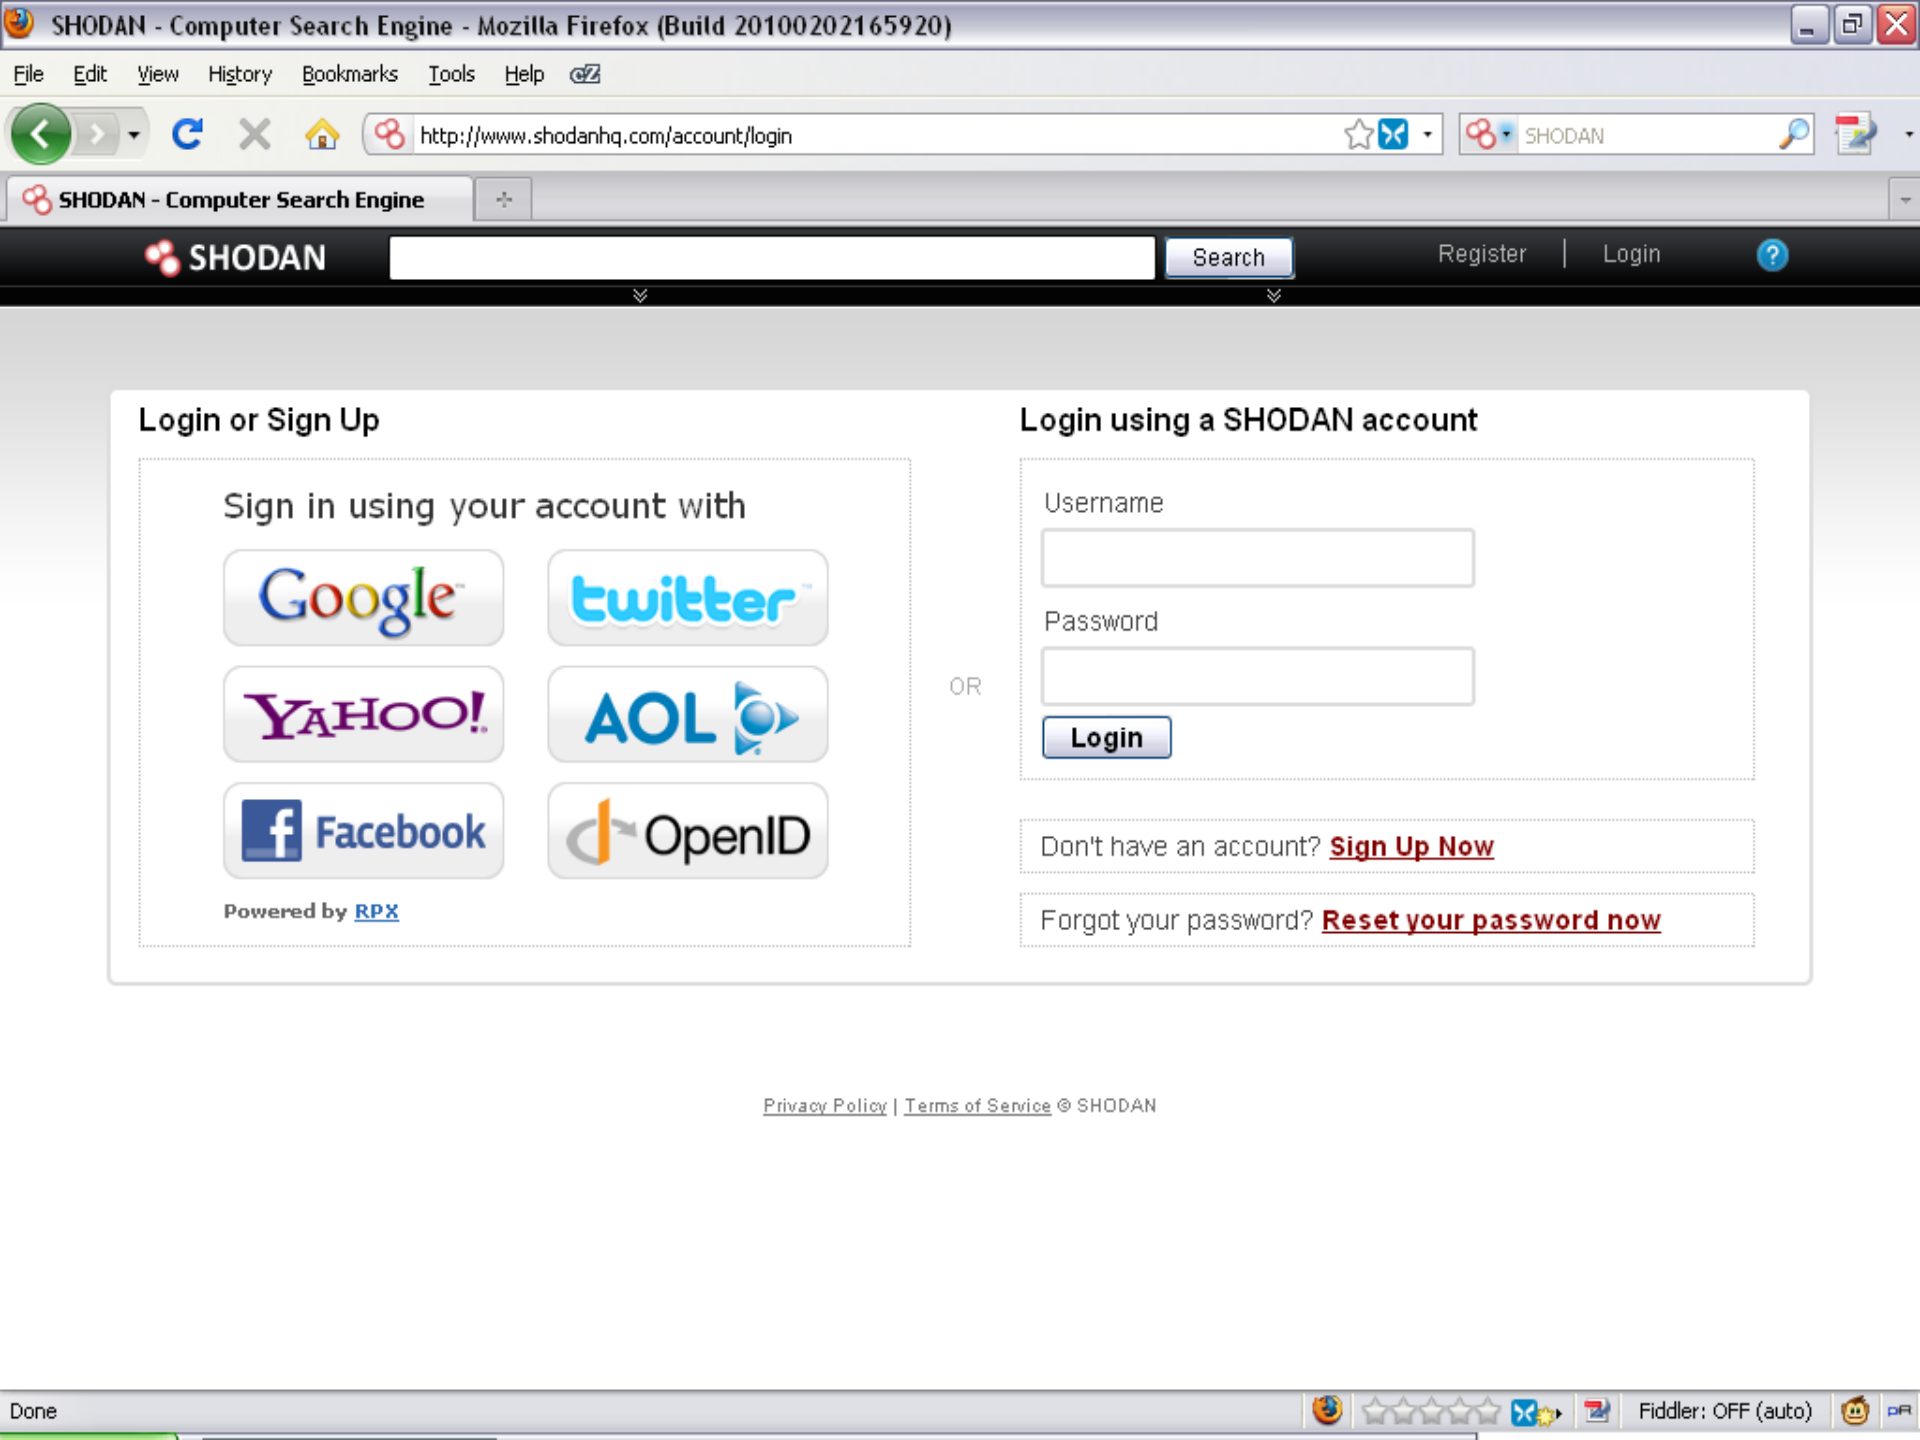 SHODAN - Computer Search Engine - Mozilla Firefox (Build 20100202165920)
File Edit View History Bookmarks Tools Help
http://www.shodanhq.com/account/login
SHODAN
SHODAN - Computer Search Engine
SHODAN
Search
Register | Login
?
Login or Sign Up
Sign in using your account with
Google™
twitter™
YAHOO!
AOL
Facebook
OpenID
Powered by RPX
OR
Login using a SHODAN account
Username
Password
Login
Don't have an account? Sign Up Now
Forgot your password? Reset your password now
Privacy Policy | Terms of Service © SHODAN
Done
Fiddler: OFF (auto)